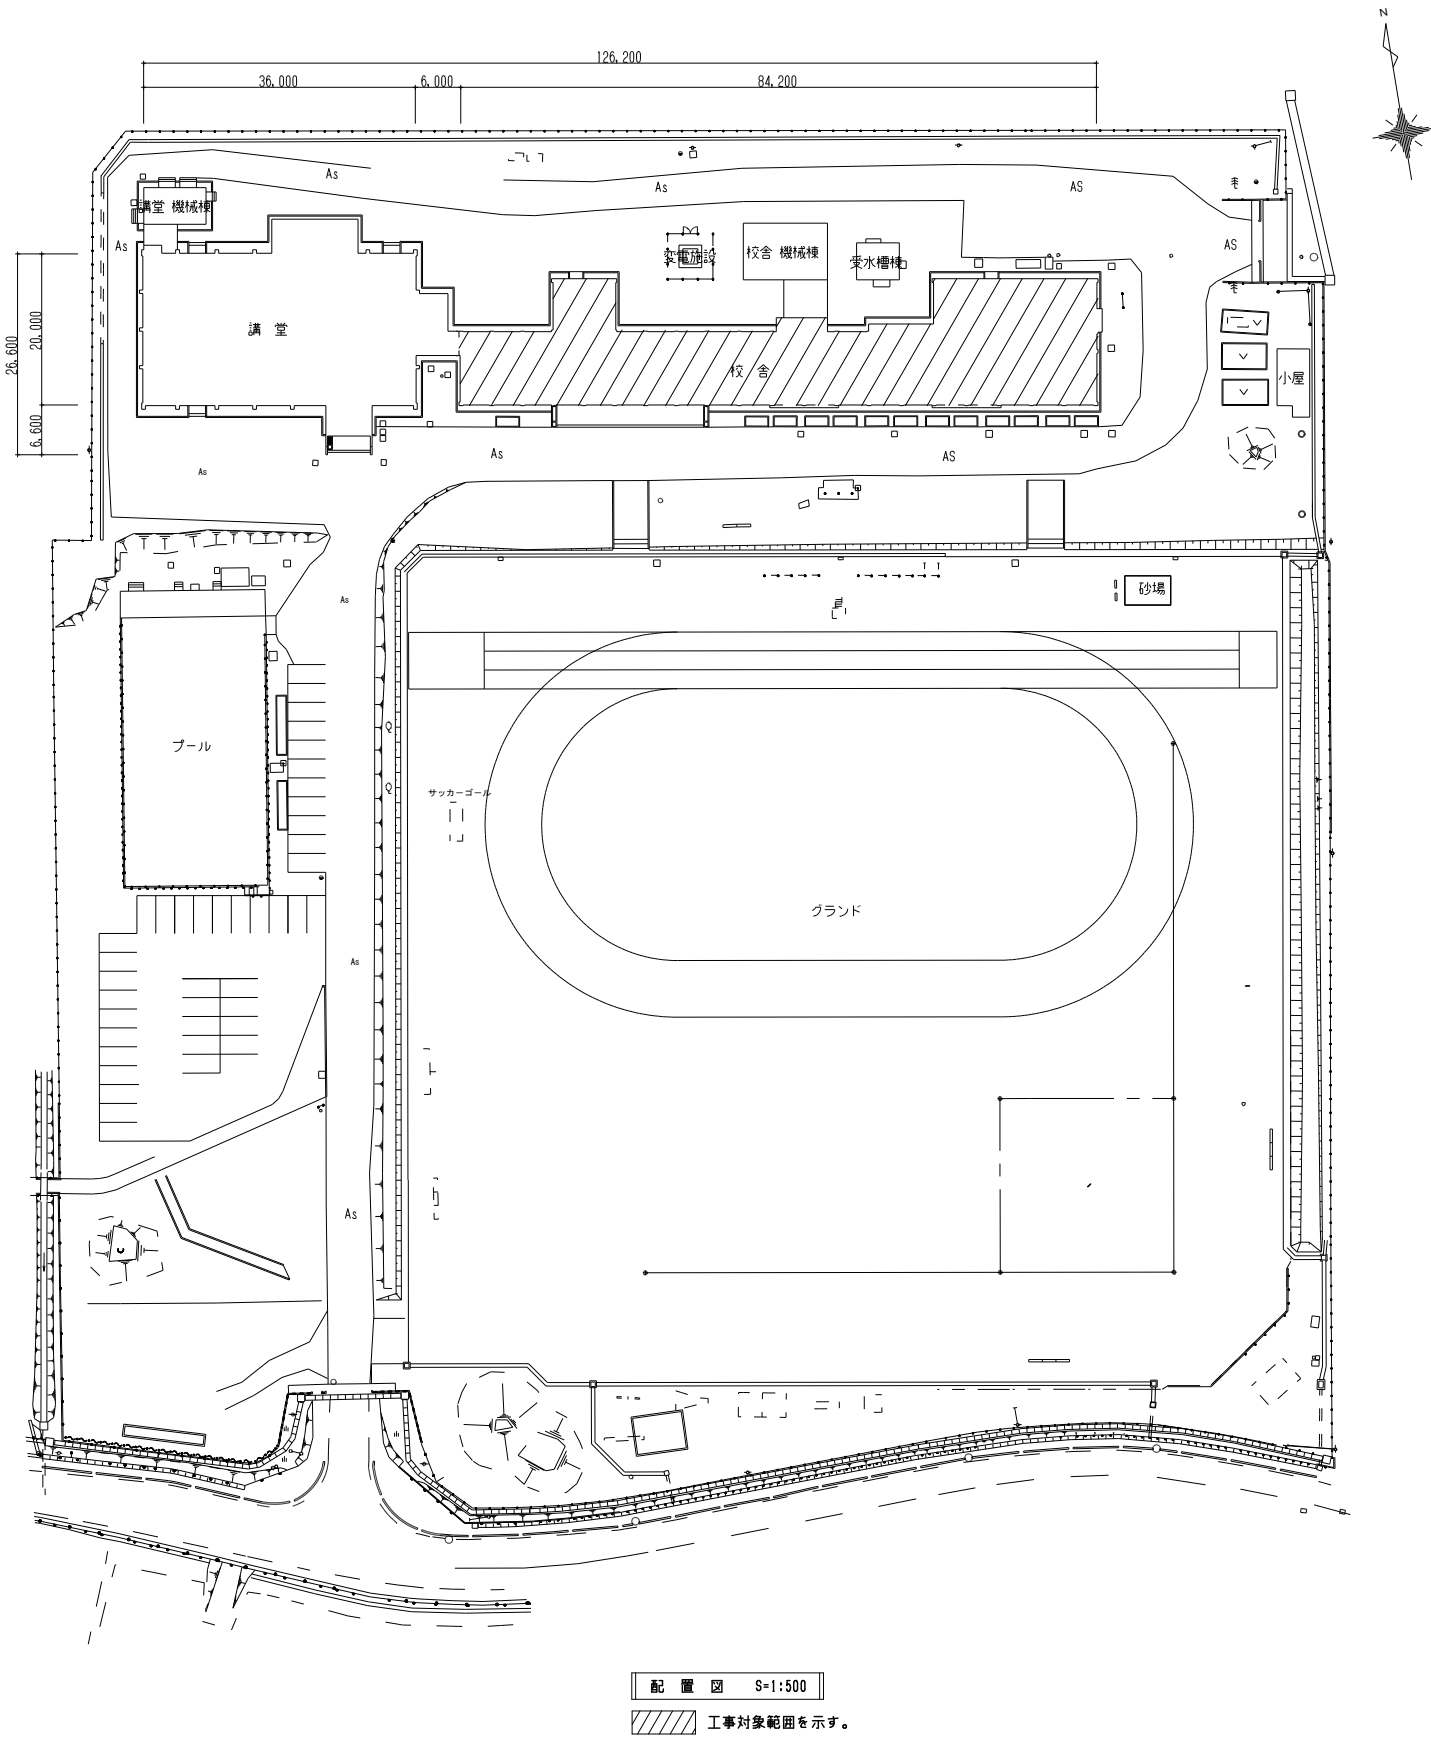 N
126,200
36,000
6,000
84,200
As
As
AS
講堂 機械棟
As
変電施設
校舎 機械棟
受水槽棟
AS
講 堂
26,600
20,000
6,600
校 舎
小屋
As
As
AS
As
砂場
プール
Q
Q
サッカーゴール
グランド
As
As
配 置 図 S=1:500
工事対象範囲を示す。